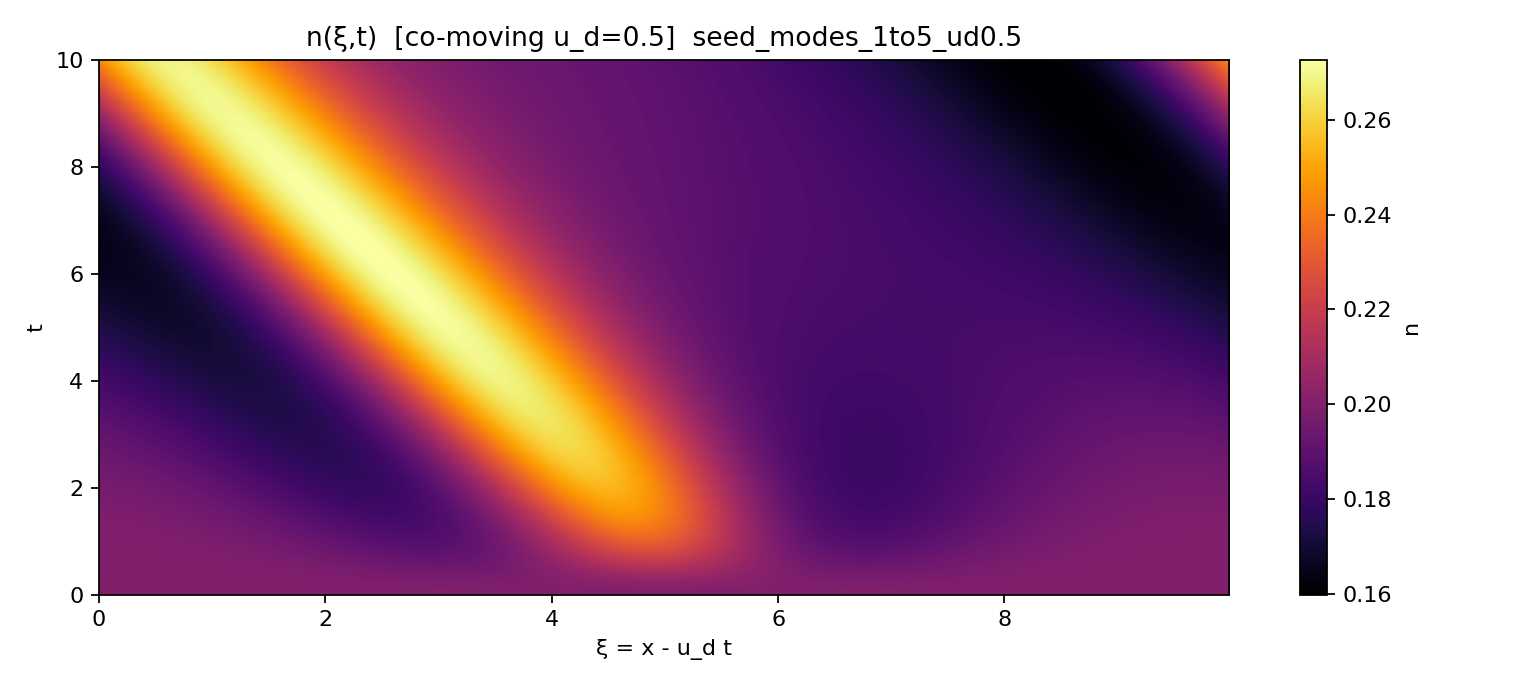 n(ξ,t) [co-moving u_d=0.5] seed_modes_1to5_ud0.5
10
8
6
4
2
0
t
0 2 4 6 8
ξ = x - u_d t
0.26
0.24
0.22
0.20
0.18
0.16
n